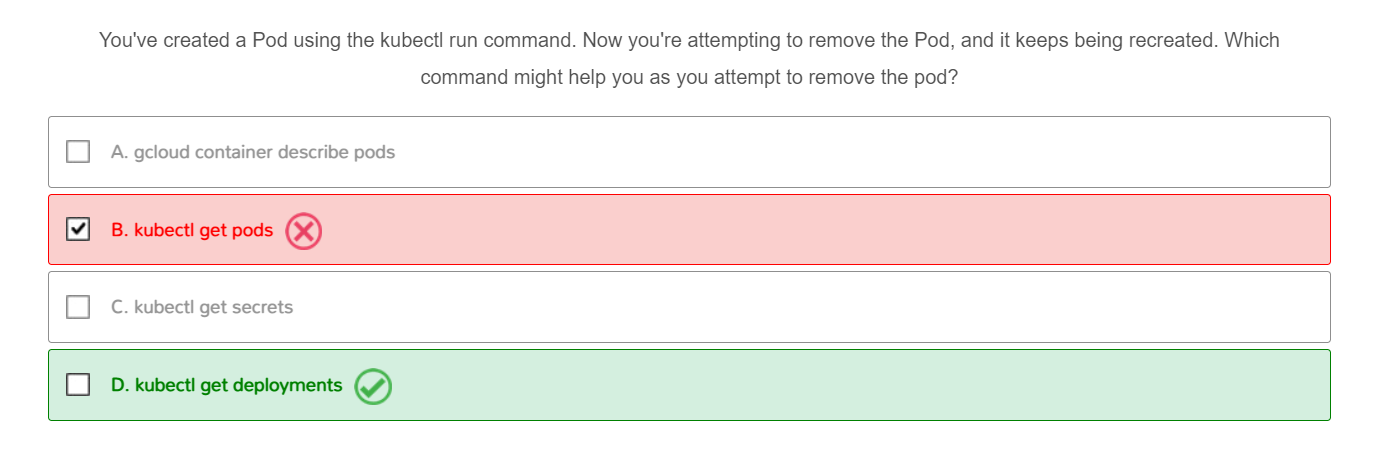 You've created a Pod using the kubectl run command. Now you're attempting to remove the Pod, and it keeps being recreated. Which
command might help you as you attempt to remove the pod?
A. gcloud container describe pods
B. kubectl get pods
C. kubectl get secrets
D. kubectl get deployments